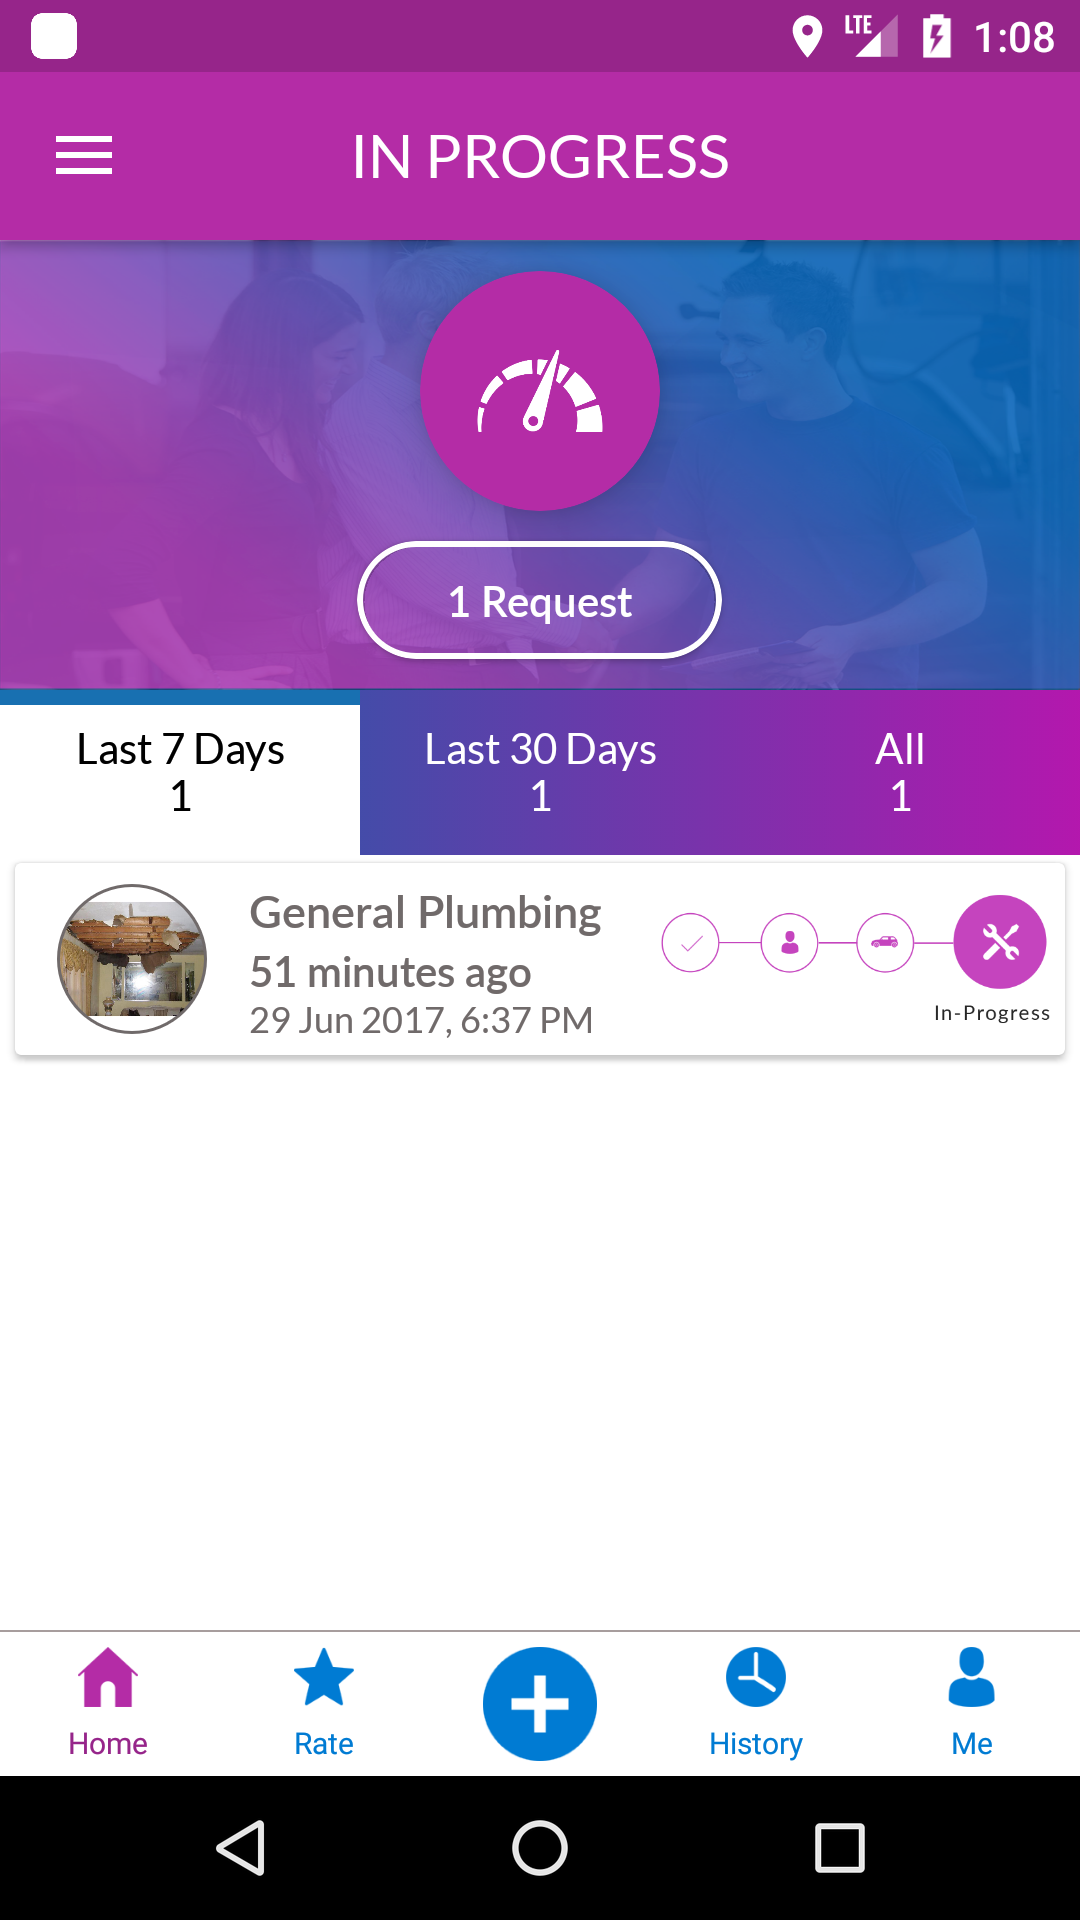 LTE 1:08
IN PROGRESS
1 Request
Last 7 Days
1
Last 30 Days
1
All
1
General Plumbing
51 minutes ago
29 Jun 2017, 6:37 PM
In-Progress
Home
Rate
History
Me